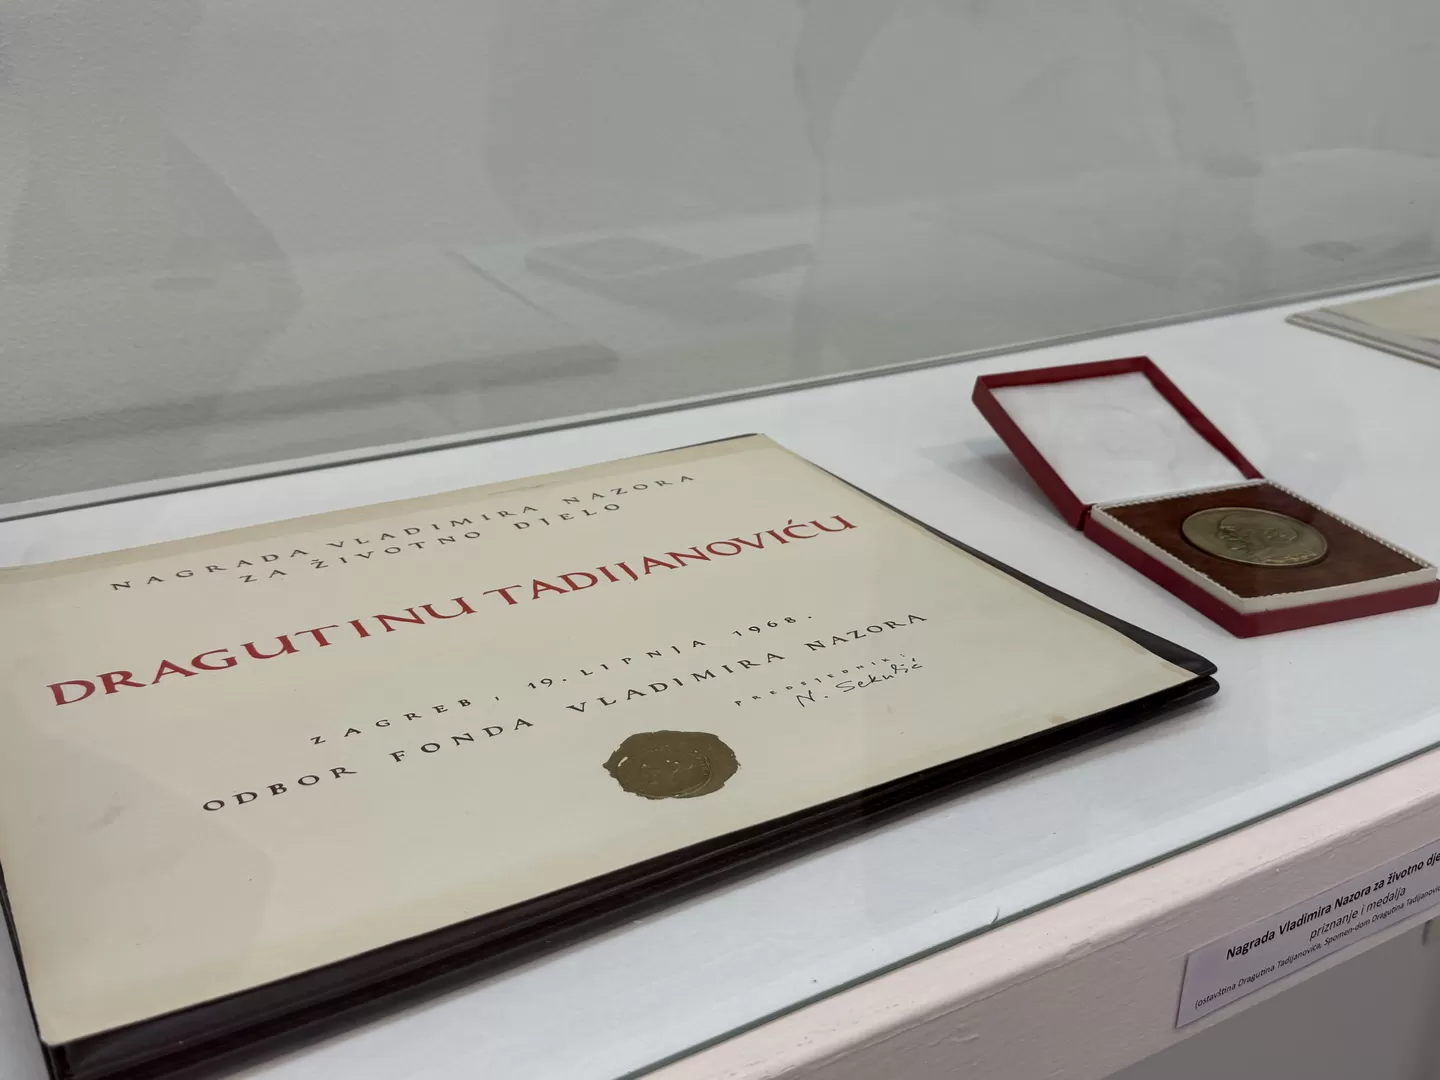 NAGRADA VLADIMIRA NAZORA
ZA ŽIVOTNO DJELO
DRAGUTINU TADIJANOVIĆU
ZAGREB, 19. LIPNJA 1968.
ODBOR FONDA VLADIMIRA NAZORA
PREDSJEDNIK:
N. Sekulić
Nagrada Vladimira Nazora za životno dje
priznanje i medalja
(ostavština Dragutina Tadijanovića, Spomen-dom Dragutina Tadijanović